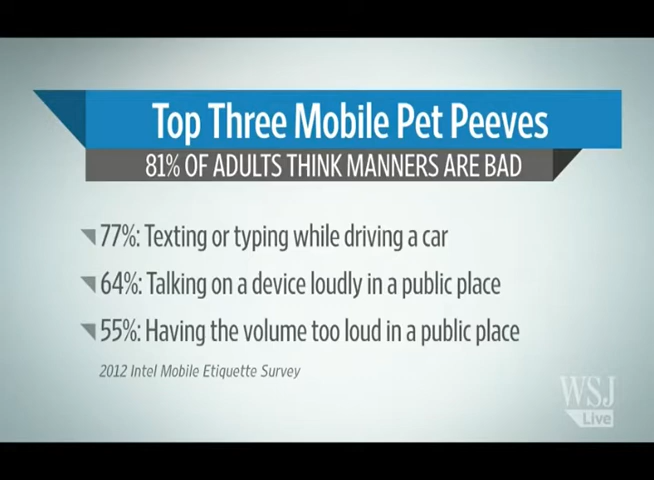 Top Three Mobile Pet Peeves
81% OF ADULTS THINK MANNERS ARE BAD
77%: Texting or typing while driving a car
64%: Talking on a device loudly in a public place
55%: Having the volume too loud in a public place
2012 Intel Mobile Etiquette Survey
WSJ
Live